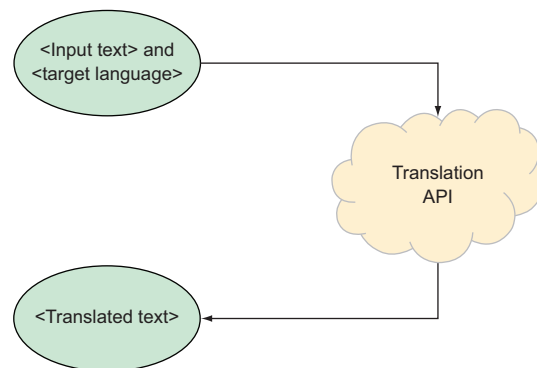 <Input text> and
<target language>
Translation
API
<Translated text>